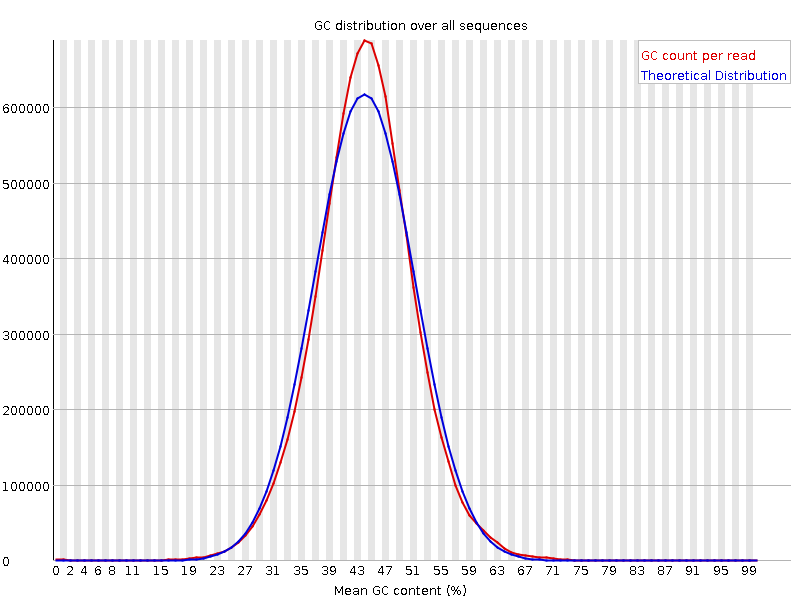 GC distribution over all sequences
GC count per read
Theoretical Distribution
600000
500000
400000
300000
200000
100000
0
0 2 4 6 8 11 15 19 23 27 31 35 39 43 47 51 55 59 63 67 71 75 79 83 87 91 95 99
Mean GC content (%)